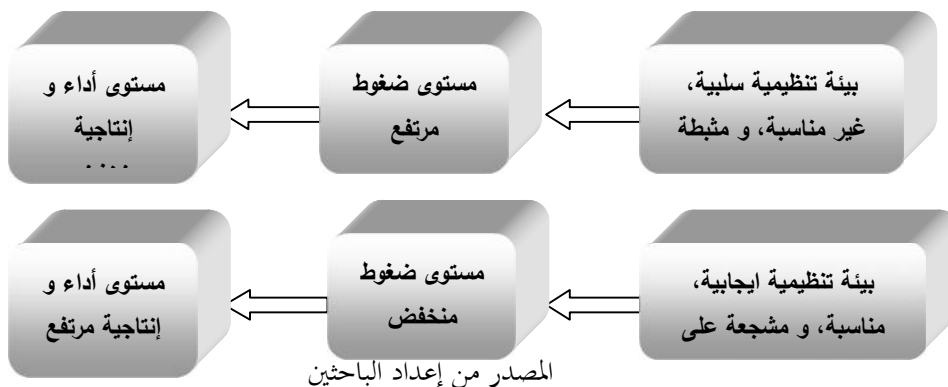 بيئة تنظيمية سلبية،
غير مناسبة، و مثبطة
مستوى ضغوط
مرتفع
مستوى أداء و
إنتاجية
بيئة تنظيمية ايجابية،
مناسبة، و مشجعة على
مستوى ضغوط
منخفض
مستوى أداء و
إنتاجية مرتفع
المصدر من إعداد الباحثين